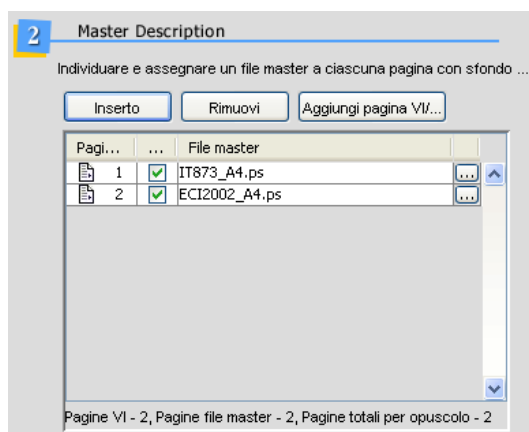 2 Master Description
Individuare e assegnare un file master a ciascuna pagina con sfondo ...
Inserto Rimuovi Aggiungi pagina VI/...
Pagi... ... File master
1 IT873_A4.ps ...
2 ECI2002_A4.ps ...
Pagine VI - 2, Pagine file master - 2, Pagine totali per opuscolo - 2